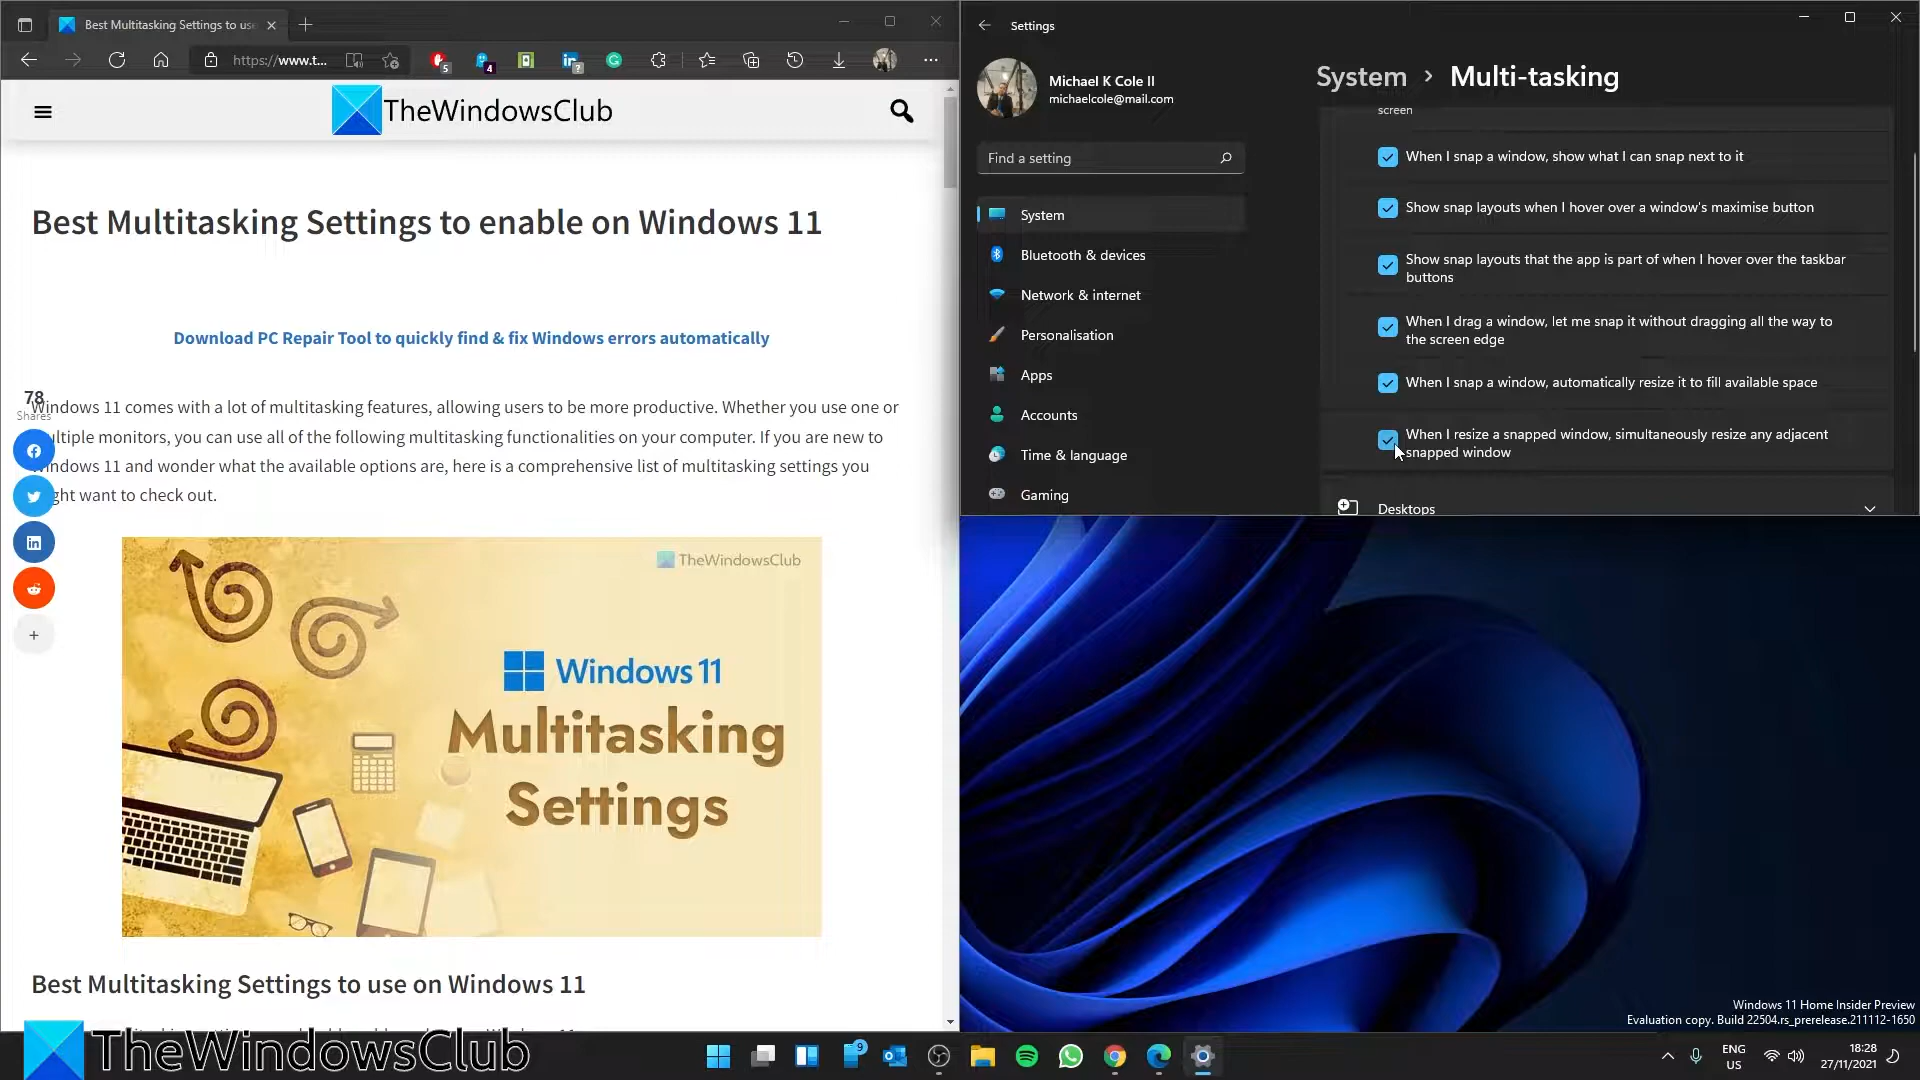 Best Multitasking Settings to use
https://www.t...
5
4
?
TheWindowsClub
Best Multitasking Settings to enable on Windows 11
Download PC Repair Tool to quickly find & fix Windows errors automatically
78
Shares
Windows 11 comes with a lot of multitasking features, allowing users to be more productive. Whether you use one or
multiple monitors, you can use all of the following multitasking functionalities on your computer. If you are new to
Windows 11 and wonder what the available options are, here is a comprehensive list of multitasking settings you
might want to check out.
TheWindowsClub
Windows 11
Multitasking
Settings
Best Multitasking Settings to use on Windows 11
Settings
Michael K Cole II
michaelcole@mail.com
Find a setting
System
Bluetooth & devices
Network & internet
Personalisation
Apps
Accounts
Time & language
Gaming
System > Multi-tasking
screen
When I snap a window, show what I can snap next to it
Show snap layouts when I hover over a window's maximise button
Show snap layouts that the app is part of when I hover over the taskbar
buttons
When I drag a window, let me snap it without dragging all the way to
the screen edge
When I snap a window, automatically resize it to fill available space
When I resize a snapped window, simultaneously resize any adjacent
snapped window
Desktops
Windows 11 Home Insider Preview
Evaluation copy. Build 22504.rs_prerelease.211112-1650
TheWindowsClub
9
ENG
US
18:28
27/11/2021